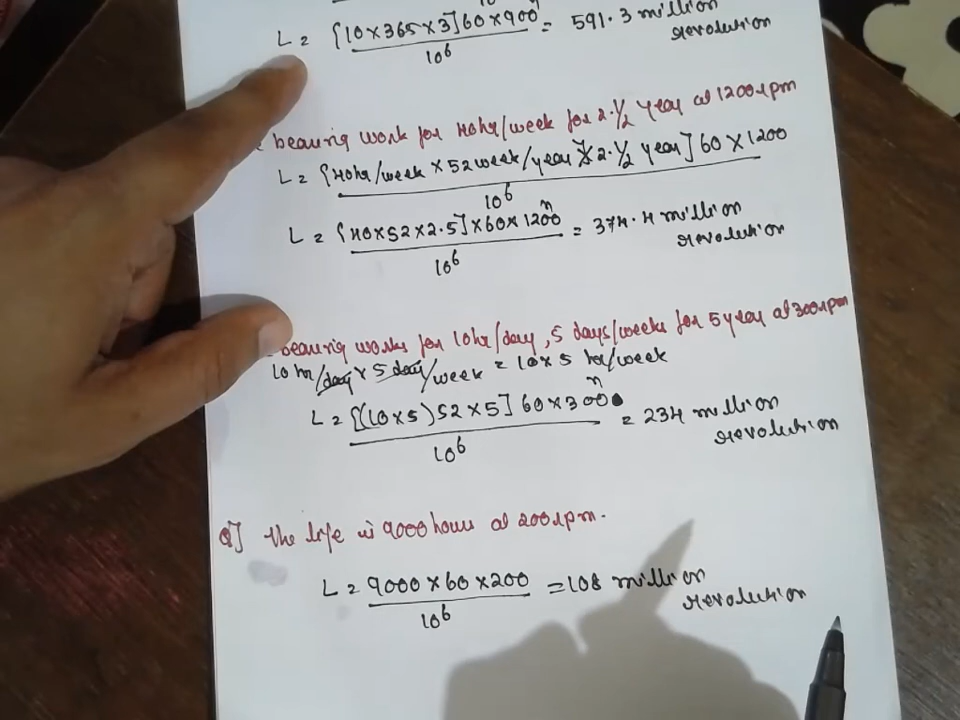 L = [10×365×3]60×900 / 10⁶ = 591.3 million revolution
bearing work for 40hr/week for 2.½ year at 1200rpm
L = [40hr/week × 52 week/year × 2.½ year] 60 × 1200 / 10⁶
L = [40×52×2.5]×60×1200 / 10⁶ = 374.4 million revolution
bearing works for 10hr/day, 5 days/weeks for 5 year at 300rpm
10 hr/day × 5 day/week = 10×5 hr/week
L = [(10×5)52×5] 60×300 / 10⁶ = 234 million revolution
Q] the life is 9000 hours at 200rpm.
L = 9000×60×200 / 10⁶ = 108 million revolution